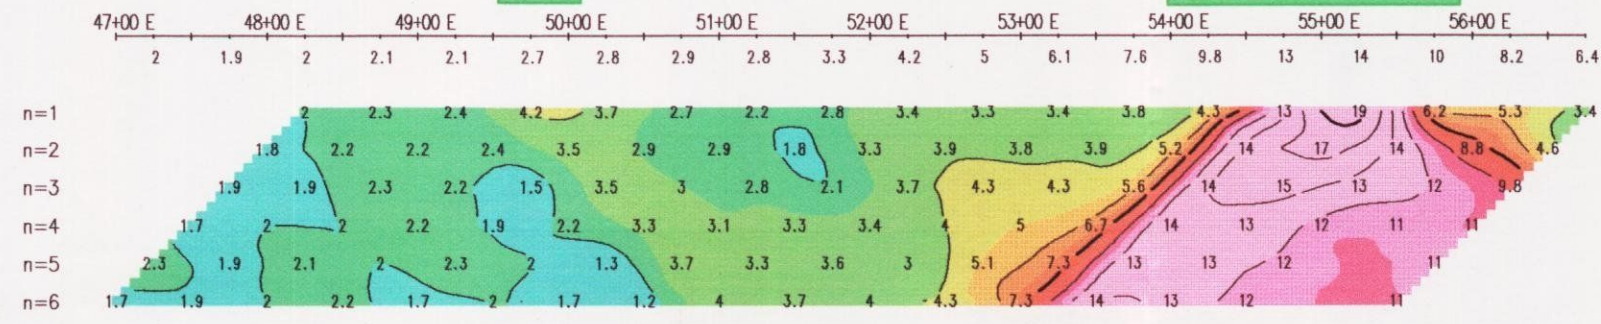 47+00 E 48+00 E 49+00 E 50+00 E 51+00 E 52+00 E 53+00 E 54+00 E 55+00 E 56+00 E
2 1.9 2 2.1 2.1 2.7 2.8 2.9 2.8 3.3 4.2 5 6.1 7.6 9.8 13 14 10 8.2 6.4
n=1 2 2.3 2.4 4.2 3.7 2.7 2.2 2.8 3.4 3.3 3.4 3.8 4.3 13 19 6.2 5.3 3.4
n=2 1.8 2.2 2.2 2.4 3.5 2.9 2.9 1.8 3.3 3.9 3.8 3.9 5.2 14 17 14 8.8 4.6
n=3 1.9 1.9 2.3 2.2 1.5 3.5 3 2.8 2.1 3.7 4.3 4.3 5.6 14 15 13 12 9.8
n=4 1.7 2 2 2.2 1.9 2.2 3.3 3.1 3.3 3.4 4 5 6.7 14 13 12 11 11
n=5 2.3 1.9 2.1 2 2.3 2 1.3 3.7 3.3 3.6 3 5.1 7.3 13 13 12 11
n=6 1.7 1.9 2 2.2 1.7 2 1.7 1.2 4 3.7 4 4.3 7.3 14 13 12 11